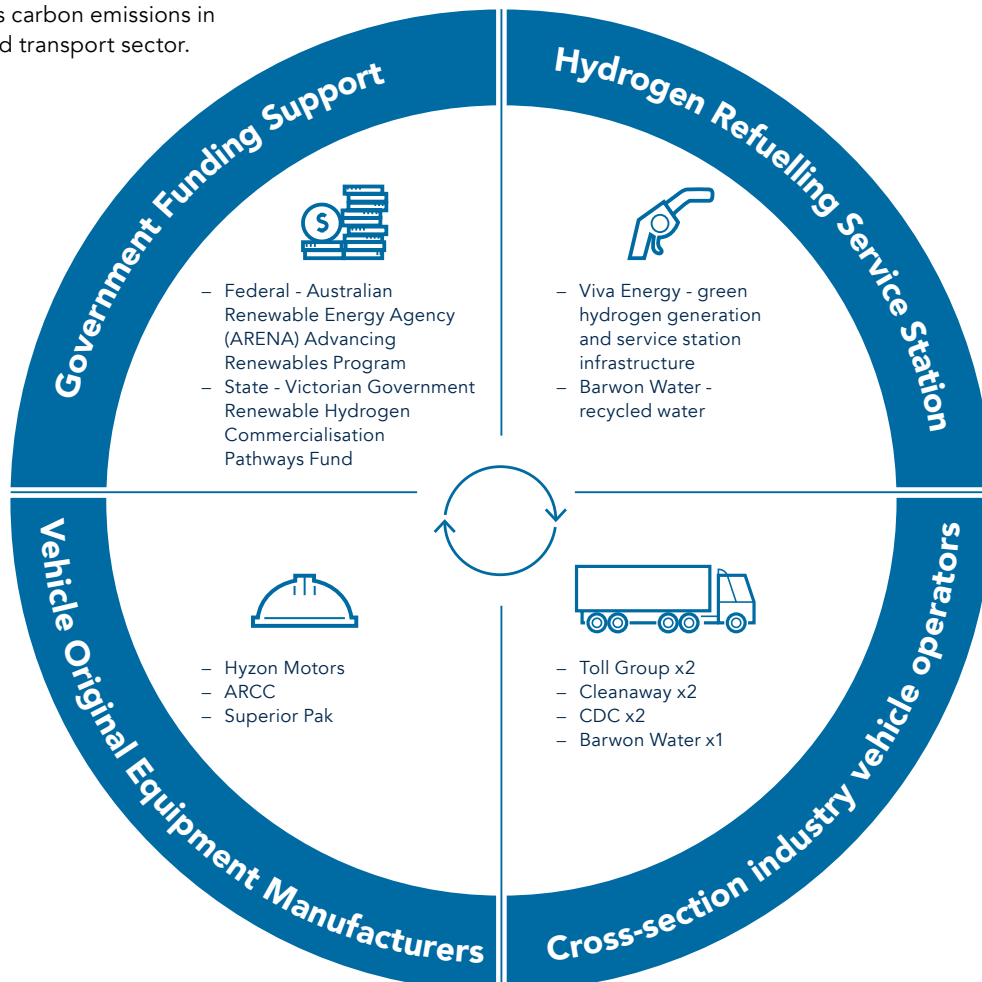 s carbon emissions in
d transport sector.
Government Funding Support
Hydrogen Refuelling Service Station
$
– Federal - Australian
Renewable Energy Agency
(ARENA) Advancing
Renewables Program
– State - Victorian Government
Renewable Hydrogen
Commercialisation
Pathways Fund
– Viva Energy - green
hydrogen generation
and service station
infrastructure
– Barwon Water -
recycled water
Vehicle Original Equipment Manufacturers
Cross-section industry vehicle operators
– Hyzon Motors
– ARCC
– Superior Pak
– Toll Group x2
– Cleanaway x2
– CDC x2
– Barwon Water x1